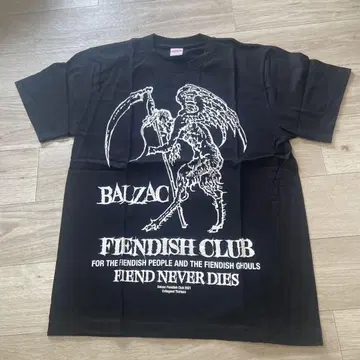 BALZAC
FIENDISH CLUB
FOR THE FIENDISH PEOPLE AND THE FIENDISH GHOULS
FIEND NEVER DIES